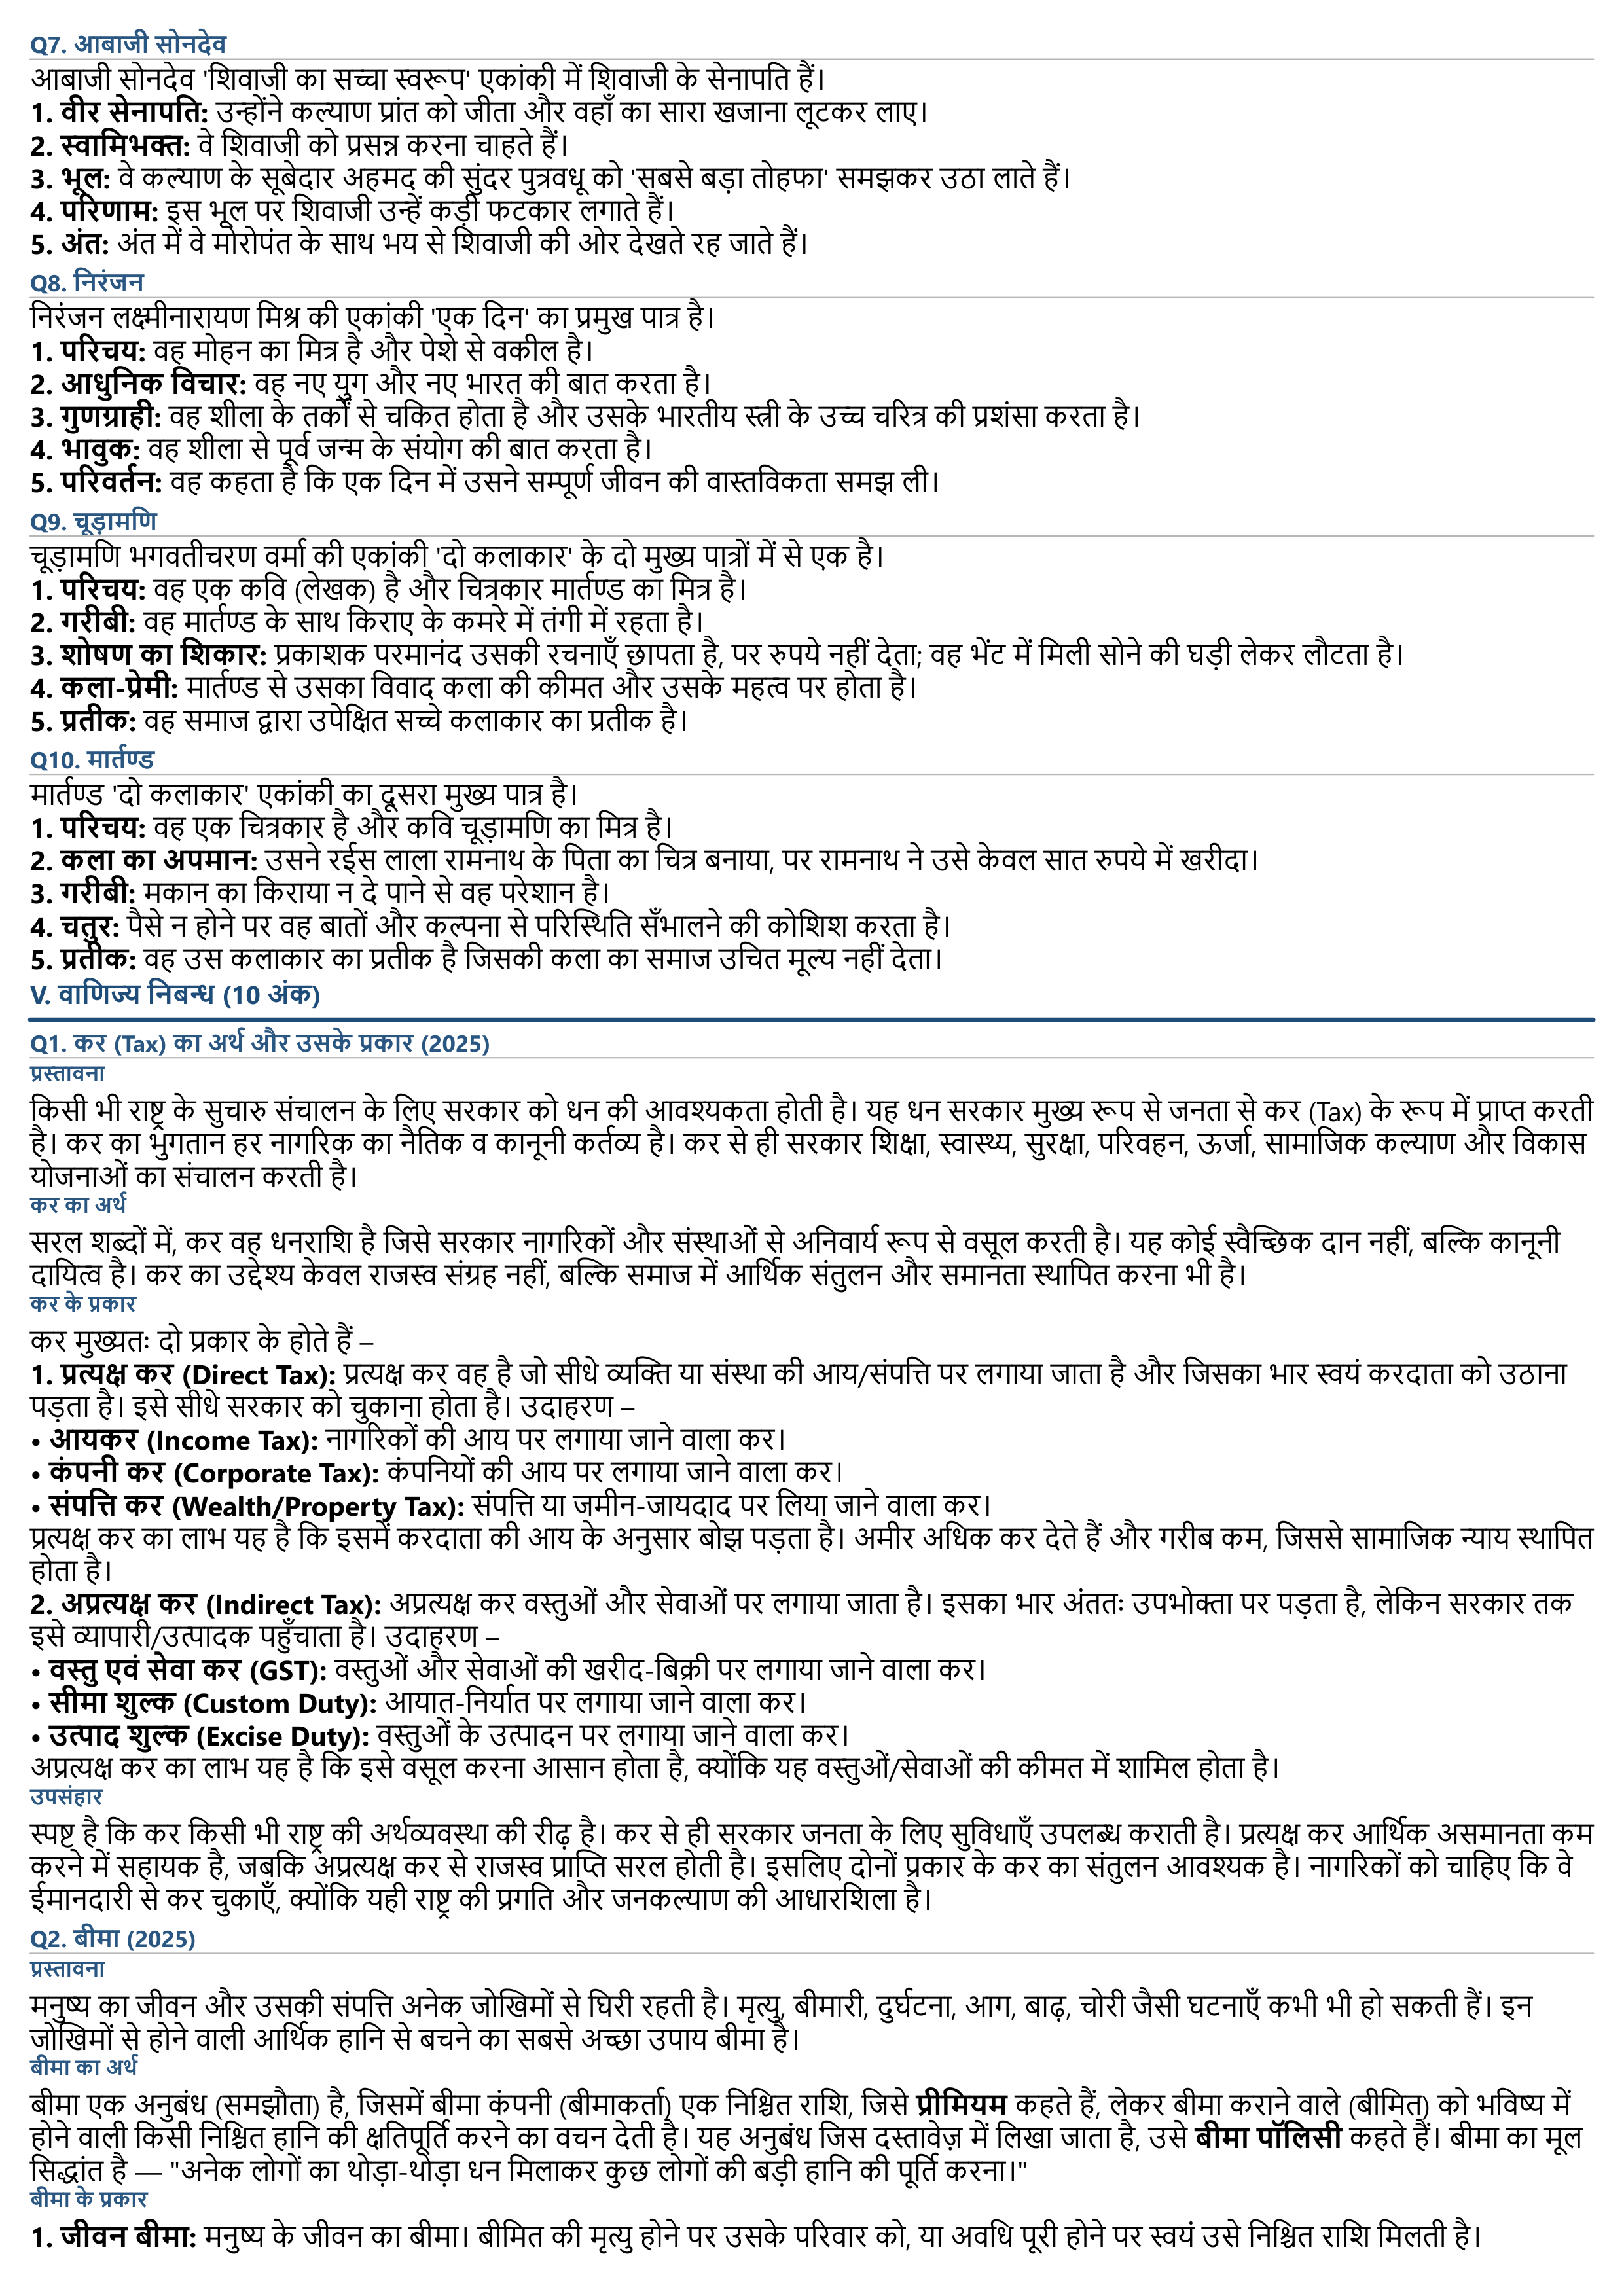 Q7. आबाजी सोनदेव
आबाजी सोनदेव 'शिवाजी का सच्चा स्वरूप' एकांकी में शिवाजी के सेनापति हैं।
1. वीर सेनापति: उन्होंने कल्याण प्रांत को जीता और वहाँ का सारा खजाना लूटकर लाए।
2. स्वामिभक्त: वे शिवाजी को प्रसन्न करना चाहते हैं।
3. भूल: वे कल्याण के सूबेदार अहमद की सुंदर पुत्रवधू को 'सबसे बड़ा तोहफा' समझकर उठा लाते हैं।
4. परिणाम: इस भूल पर शिवाजी उन्हें कड़ी फटकार लगाते हैं।
5. अंत: अंत में वे मोरोपंत के साथ भय से शिवाजी की ओर देखते रह जाते हैं।
Q8. निरंजन
निरंजन लक्ष्मीनारायण मिश्र की एकांकी 'एक दिन' का प्रमुख पात्र है।
1. परिचय: वह मोहन का मित्र है और पेशे से वकील है।
2. आधुनिक विचार: वह नए युग और नए भारत की बात करता है।
3. गुणग्राही: वह शीला के तर्कों से चकित होता है और उसके भारतीय स्त्री के उच्च चरित्र की प्रशंसा करता है।
4. भावुक: वह शीला से पूर्व जन्म के संयोग की बात करता है।
5. परिवर्तन: वह कहता है कि एक दिन में उसने सम्पूर्ण जीवन की वास्तविकता समझ ली।
Q9. चूड़ामणि
चूड़ामणि भगवतीचरण वर्मा की एकांकी 'दो कलाकार' के दो मुख्य पात्रों में से एक है।
1. परिचय: वह एक कवि (लेखक) है और चित्रकार मार्तण्ड का मित्र है।
2. गरीबी: वह मार्तण्ड के साथ किराए के कमरे में तंगी में रहता है।
3. शोषण का शिकार: प्रकाशक परमानंद उसकी रचनाएँ छापता है, पर रुपये नहीं देता; वह भेंट में मिली सोने की घड़ी लेकर लौटता है।
4. कला-प्रेमी: मार्तण्ड से उसका विवाद कला की कीमत और उसके महत्व पर होता है।
5. प्रतीक: वह समाज द्वारा उपेक्षित सच्चे कलाकार का प्रतीक है।
Q10. मार्तण्ड
मार्तण्ड 'दो कलाकार' एकांकी का दूसरा मुख्य पात्र है।
1. परिचय: वह एक चित्रकार है और कवि चूड़ामणि का मित्र है।
2. कला का अपमान: उसने रईस लाला रामनाथ के पिता का चित्र बनाया, पर रामनाथ ने उसे केवल सात रुपये में खरीदा।
3. गरीबी: मकान का किराया न दे पाने से वह परेशान है।
4. चतुर: पैसे न होने पर वह बातों और कल्पना से परिस्थिति सँभालने की कोशिश करता है।
5. प्रतीक: वह उस कलाकार का प्रतीक है जिसकी कला का समाज उचित मूल्य नहीं देता।
V. वाणिज्य निबन्ध (10 अंक)
Q1. कर (Tax) का अर्थ और उसके प्रकार (2025)
प्रस्तावना
किसी भी राष्ट्र के सुचारु संचालन के लिए सरकार को धन की आवश्यकता होती है। यह धन सरकार मुख्य रूप से जनता से कर (Tax) के रूप में प्राप्त करती
है। कर का भुगतान हर नागरिक का नैतिक व कानूनी कर्तव्य है। कर से ही सरकार शिक्षा, स्वास्थ्य, सुरक्षा, परिवहन, ऊर्जा, सामाजिक कल्याण और विकास
योजनाओं का संचालन करती है।
कर का अर्थ
सरल शब्दों में, कर वह धनराशि है जिसे सरकार नागरिकों और संस्थाओं से अनिवार्य रूप से वसूल करती है। यह कोई स्वैच्छिक दान नहीं, बल्कि कानूनी
दायित्व है। कर का उद्देश्य केवल राजस्व संग्रह नहीं, बल्कि समाज में आर्थिक संतुलन और समानता स्थापित करना भी है।
कर के प्रकार
कर मुख्यतः दो प्रकार के होते हैं –
1. प्रत्यक्ष कर (Direct Tax): प्रत्यक्ष कर वह है जो सीधे व्यक्ति या संस्था की आय/संपत्ति पर लगाया जाता है और जिसका भार स्वयं करदाता को उठाना
पड़ता है। इसे सीधे सरकार को चुकाना होता है। उदाहरण –
• आयकर (Income Tax): नागरिकों की आय पर लगाया जाने वाला कर।
• कंपनी कर (Corporate Tax): कंपनियों की आय पर लगाया जाने वाला कर।
• संपत्ति कर (Wealth/Property Tax): संपत्ति या जमीन-जायदाद पर लिया जाने वाला कर।
प्रत्यक्ष कर का लाभ यह है कि इसमें करदाता की आय के अनुसार बोझ पड़ता है। अमीर अधिक कर देते हैं और गरीब कम, जिससे सामाजिक न्याय स्थापित
होता है।
2. अप्रत्यक्ष कर (Indirect Tax): अप्रत्यक्ष कर वस्तुओं और सेवाओं पर लगाया जाता है। इसका भार अंततः उपभोक्ता पर पड़ता है, लेकिन सरकार तक
इसे व्यापारी/उत्पादक पहुँचाता है। उदाहरण –
• वस्तु एवं सेवा कर (GST): वस्तुओं और सेवाओं की खरीद-बिक्री पर लगाया जाने वाला कर।
• सीमा शुल्क (Custom Duty): आयात-निर्यात पर लगाया जाने वाला कर।
• उत्पाद शुल्क (Excise Duty): वस्तुओं के उत्पादन पर लगाया जाने वाला कर।
अप्रत्यक्ष कर का लाभ यह है कि इसे वसूल करना आसान होता है, क्योंकि यह वस्तुओं/सेवाओं की कीमत में शामिल होता है।
उपसंहार
स्पष्ट है कि कर किसी भी राष्ट्र की अर्थव्यवस्था की रीढ़ है। कर से ही सरकार जनता के लिए सुविधाएँ उपलब्ध कराती है। प्रत्यक्ष कर आर्थिक असमानता कम
करने में सहायक है, जबकि अप्रत्यक्ष कर से राजस्व प्राप्ति सरल होती है। इसलिए दोनों प्रकार के कर का संतुलन आवश्यक है। नागरिकों को चाहिए कि वे
ईमानदारी से कर चुकाएँ, क्योंकि यही राष्ट्र की प्रगति और जनकल्याण की आधारशिला है।
Q2. बीमा (2025)
प्रस्तावना
मनुष्य का जीवन और उसकी संपत्ति अनेक जोखिमों से घिरी रहती है। मृत्यु, बीमारी, दुर्घटना, आग, बाढ़, चोरी जैसी घटनाएँ कभी भी हो सकती हैं। इन
जोखिमों से होने वाली आर्थिक हानि से बचने का सबसे अच्छा उपाय बीमा है।
बीमा का अर्थ
बीमा एक अनुबंध (समझौता) है, जिसमें बीमा कंपनी (बीमाकर्ता) एक निश्चित राशि, जिसे प्रीमियम कहते हैं, लेकर बीमा कराने वाले (बीमित) को भविष्य में
होने वाली किसी निश्चित हानि की क्षतिपूर्ति करने का वचन देती है। यह अनुबंध जिस दस्तावेज़ में लिखा जाता है, उसे बीमा पॉलिसी कहते हैं। बीमा का मूल
सिद्धांत है — "अनेक लोगों का थोड़ा-थोड़ा धन मिलाकर कुछ लोगों की बड़ी हानि की पूर्ति करना।"
बीमा के प्रकार
1. जीवन बीमा: मनुष्य के जीवन का बीमा। बीमित की मृत्यु होने पर उसके परिवार को, या अवधि पूरी होने पर स्वयं उसे निश्चित राशि मिलती है।